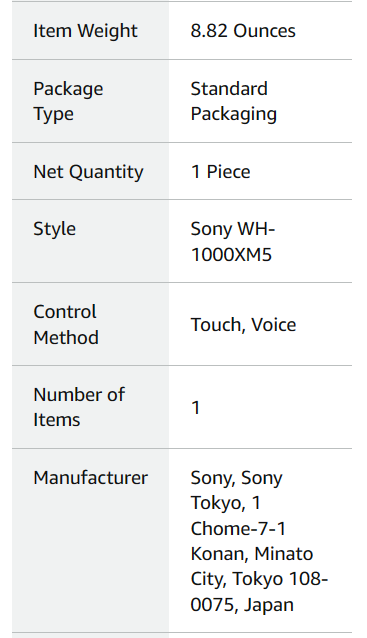 Item Weight
8.82 Ounces
Package
Type
Standard
Packaging
Net Quantity
1 Piece
Style
Sony WH-
1000XM5
Control
Method
Touch, Voice
Number of
Items
1
Manufacturer
Sony, Sony
Tokyo, 1
Chome-7-1
Konan, Minato
City, Tokyo 108-
0075, Japan